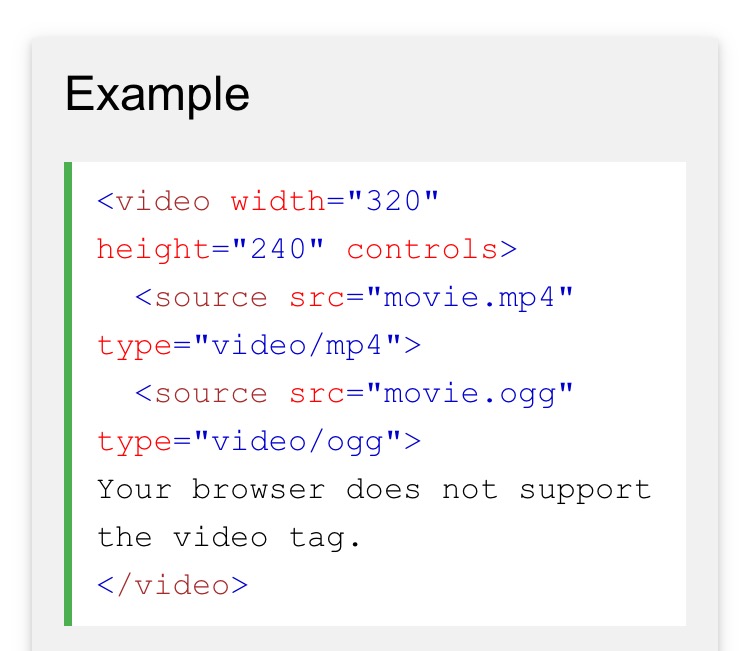 Example
<video width="320"
height="240" controls>
  <source src="movie.mp4"
type="video/mp4">
  <source src="movie.ogg"
type="video/ogg">
Your browser does not support
the video tag.
</video>